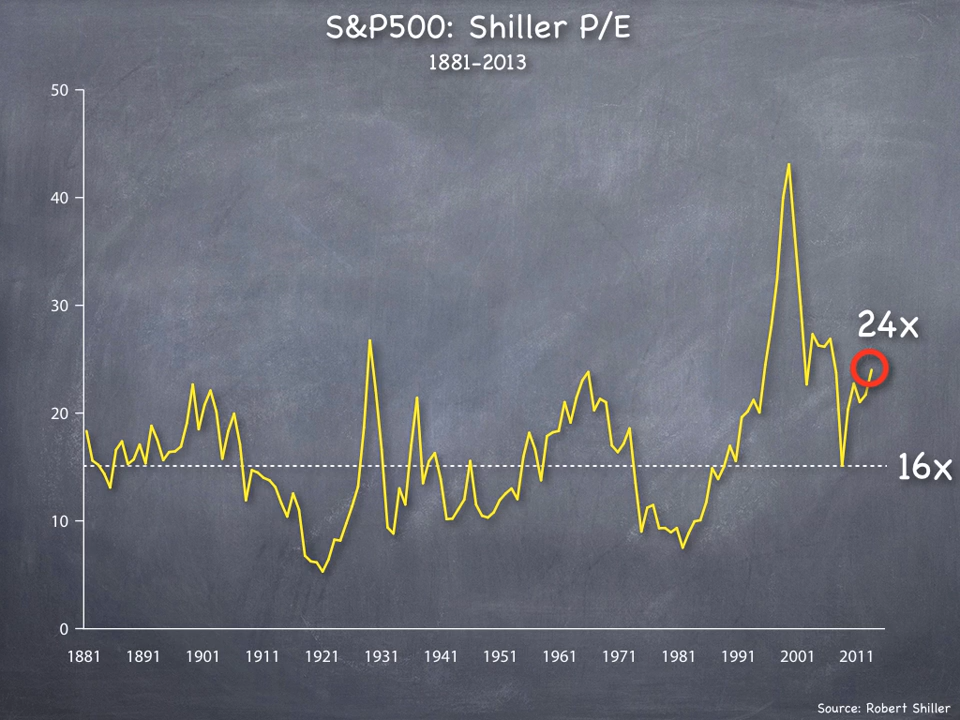 S&P500: Shiller P/E
1881-2013
50
40
30
20
10
0
24x
16x
1881 1891 1901 1911 1921 1931 1941 1951 1961 1971 1981 1991 2001 2011
Source: Robert Shiller